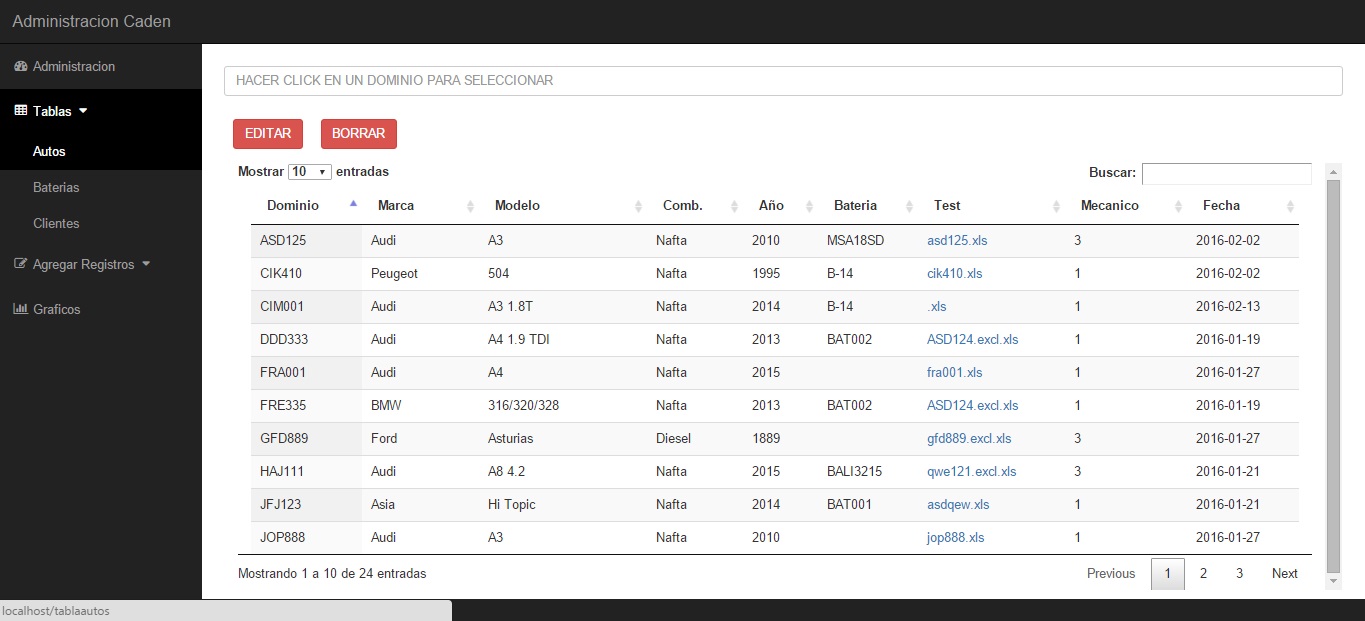 Administracion Caden
Administracion
Tablas
Autos
Baterias
Clientes
Agregar Registros
Graficos
HACER CLICK EN UN DOMINIO PARA SELECCIONAR
EDITAR BORRAR
Mostrar 10 entradas Buscar:
Dominio Marca Modelo Comb. Año Bateria Test Mecanico Fecha
ASD125 Audi A3 Nafta 2010 MSA18SD asd125.xls 3 2016-02-02
CIK410 Peugeot 504 Nafta 1995 B-14 cik410.xls 1 2016-02-02
CIM001 Audi A3 1.8T Nafta 2014 B-14 .xls 1 2016-02-13
DDD333 Audi A4 1.9 TDI Nafta 2013 BAT002 ASD124.excl.xls 1 2016-01-19
FRA001 Audi A4 Nafta 2015 fra001.xls 1 2016-01-27
FRE335 BMW 316/320/328 Nafta 2013 BAT002 ASD124.excl.xls 1 2016-01-19
GFD889 Ford Asturias Diesel 1889 gfd889.excl.xls 3 2016-01-27
HAJ111 Audi A8 4.2 Nafta 2015 BALI3215 qwe121.excl.xls 3 2016-01-21
JFJ123 Asia Hi Topic Nafta 2014 BAT001 asdqew.xls 1 2016-01-21
JOP888 Audi A3 Nafta 2010 jop888.xls 1 2016-01-27
Mostrando 1 a 10 de 24 entradas Previous 1 2 3 Next
localhost/tablaautos